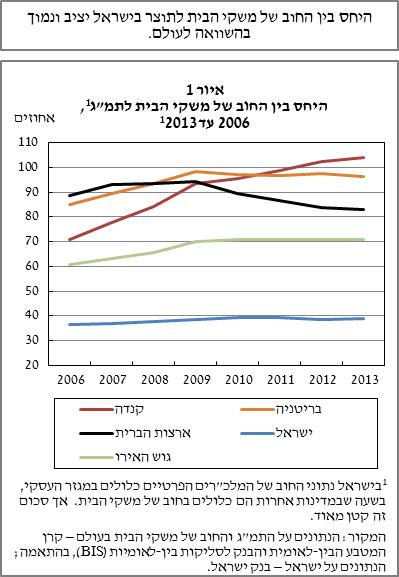 היחס בין החוב של משקי הבית לתוצר בישראל יציב ונמוך
בהשוואה לעולם.
איור 1
היחס בין החוב של משקי הבית לתמ"ג¹,
2006 עד 2013¹
אחוזים
110
100
90
80
70
60
50
40
30
20
2006 2007 2008 2009 2010 2011 2012 2013
קנדה
בריטניה
ארצות הברית
ישראל
גוש האירו
¹בישראל נתוני החוב של המלכ"רים הפרטיים כלולים במגזר העסקי,
בשעה שבמדינות אחרות הם כלולים בחוב של משקי הבית. אך סכום
זה קטן מאוד.
המקור: הנתונים על התמ"ג והחוב של משקי הבית בעולם – קרן
המטבע הבין-לאומית והבנק לסליקות בין-לאומיות (BIS), בהתאמה;
הנתונים על ישראל – בנק ישראל.